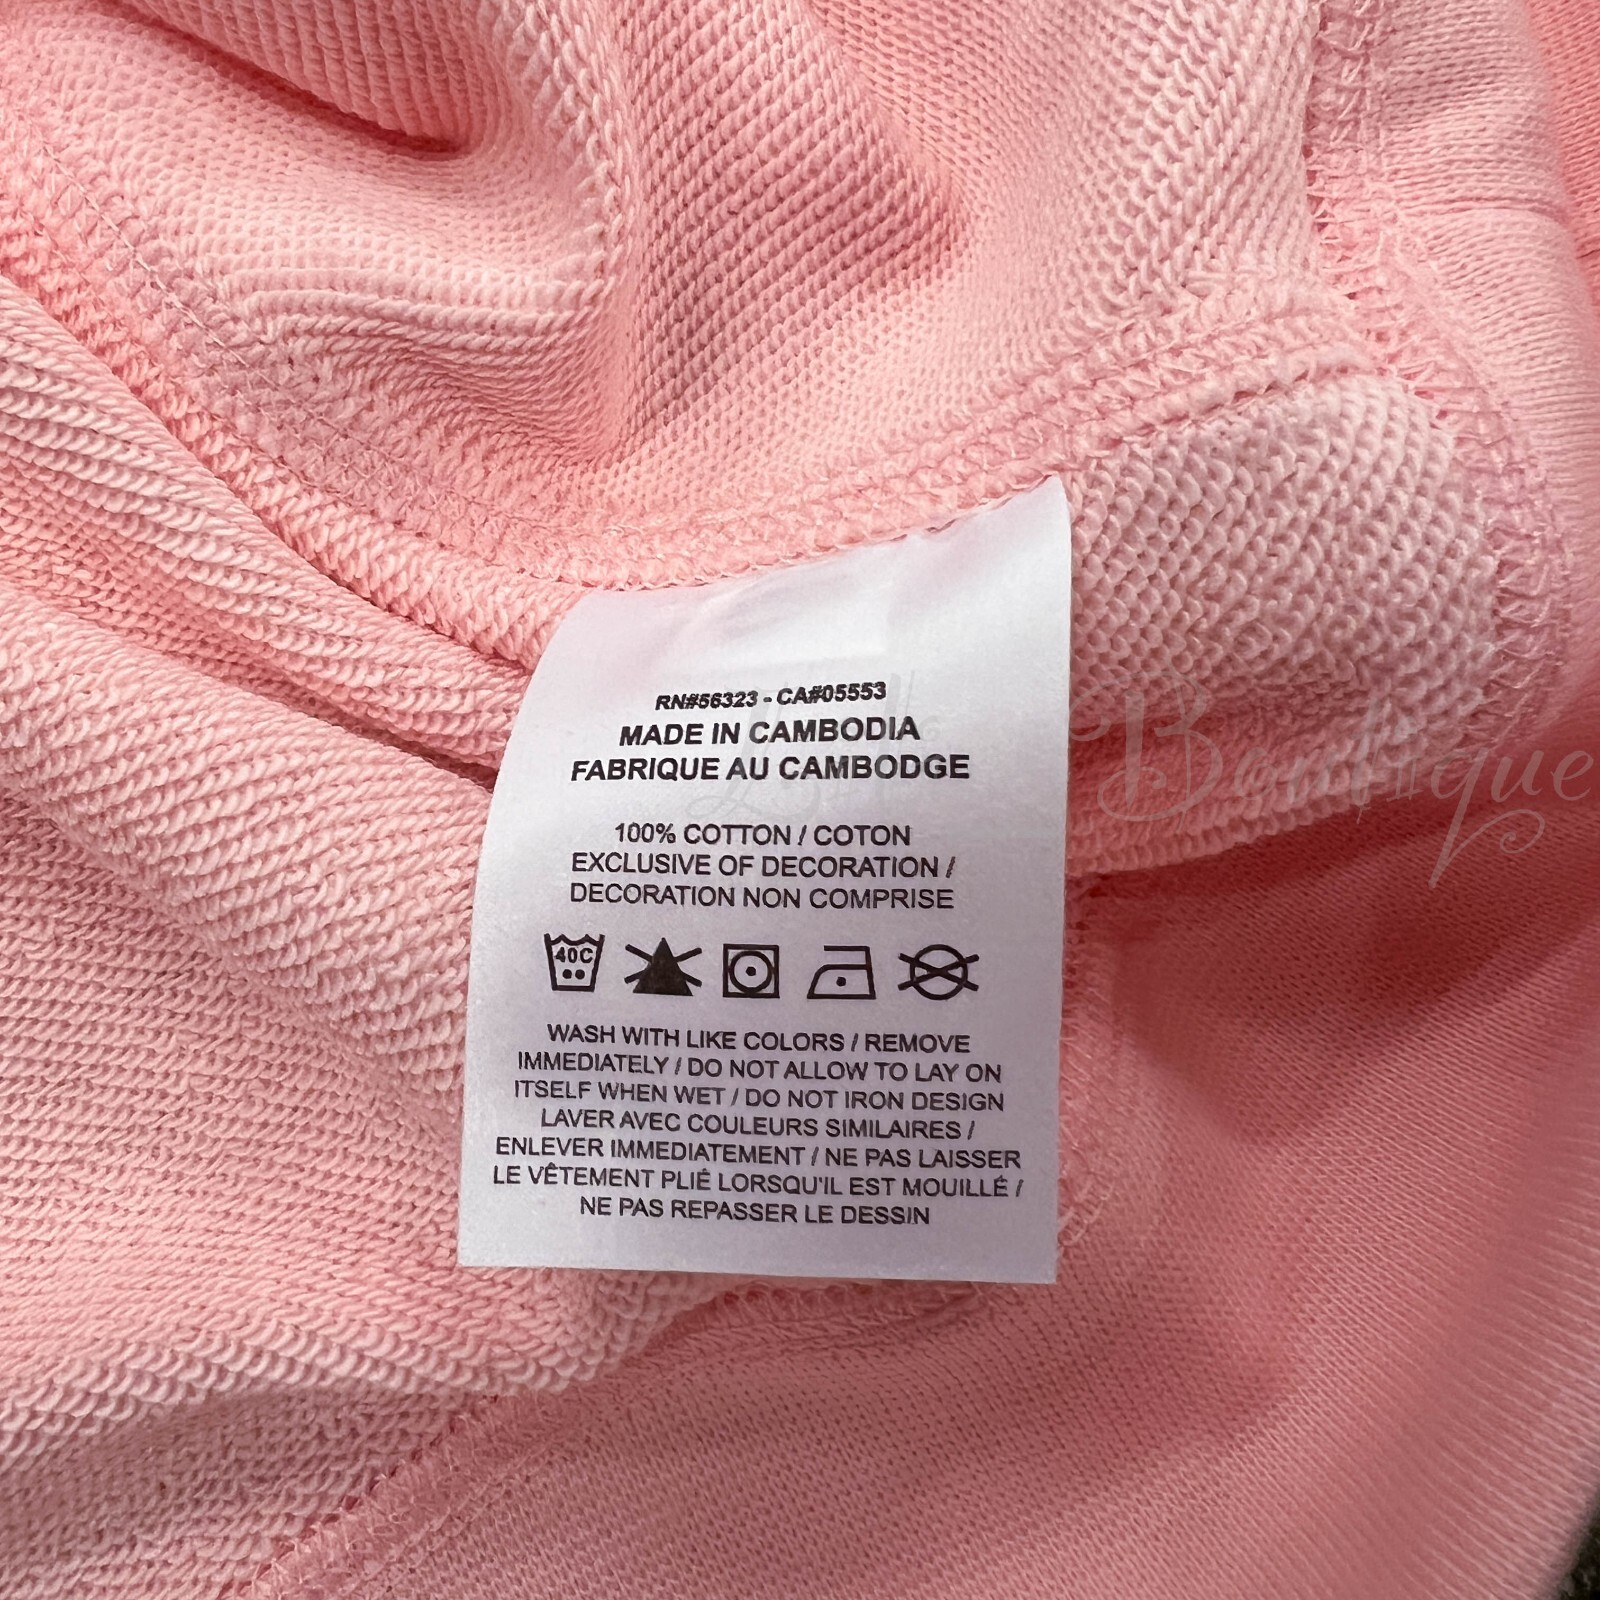 RN#56323 - CA#05553
MADE IN CAMBODIA
FABRIQUE AU CAMBODGE
100% COTTON / COTON
EXCLUSIVE OF DECORATION /
DECORATION NON COMPRISE
40C
WASH WITH LIKE COLORS / REMOVE
IMMEDIATELY / DO NOT ALLOW TO LAY ON
ITSELF WHEN WET / DO NOT IRON DESIGN
LAVER AVEC COULEURS SIMILAIRES /
ENLEVER IMMEDIATEMENT / NE PAS LAISSER
LE VÊTEMENT PLIÉ LORSQU'IL EST MOUILLÉ /
NE PAS REPASSER LE DESSIN
Boutique